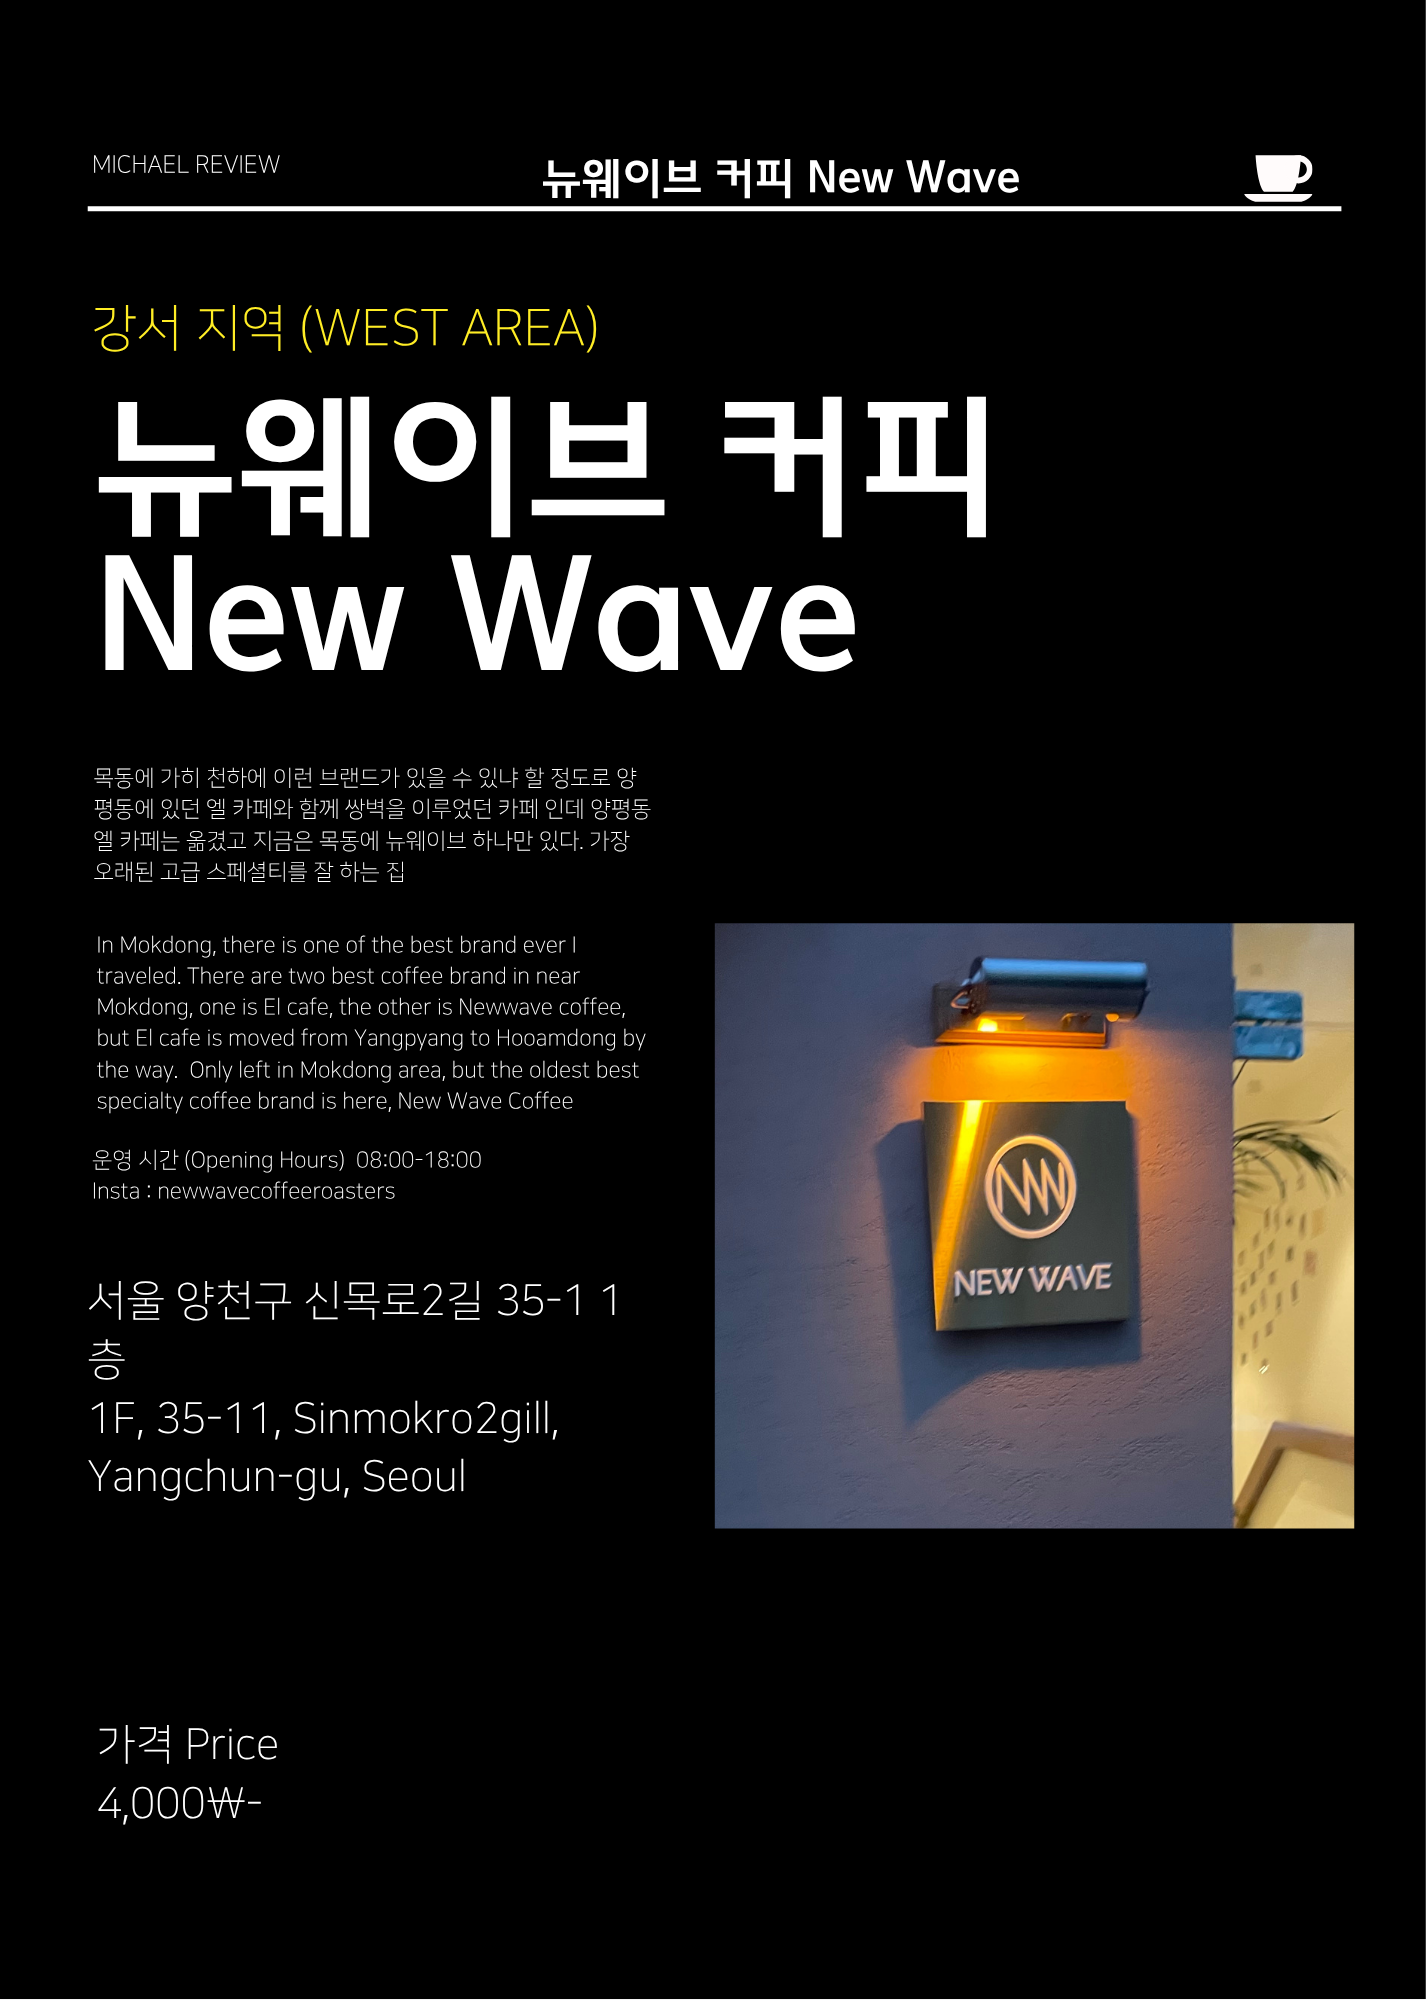 MICHAEL REVIEW
뉴웨이브 커피 New Wave
강서 지역 (WEST AREA)
뉴웨이브 커피
New Wave
목동에 가히 천하에 이런 브랜드가 있을 수 있냐 할 정도로 양
평동에 있던 엘 카페와 함께 쌍벽을 이루었던 카페 인데 양평동
엘 카페는 옮겼고 지금은 목동에 뉴웨이브 하나만 있다. 가장
오래된 고급 스페셜티를 잘 하는 집
In Mokdong, there is one of the best brand ever I
traveled. There are two best coffee brand in near
Mokdong, one is El cafe, the other is Newwave coffee,
but El cafe is moved from Yangpyang to Hooamdong by
the way.  Only left in Mokdong area, but the oldest best
specialty coffee brand is here, New Wave Coffee
운영 시간 (Opening Hours)  08:00-18:00
Insta : newwavecoffeeroasters
서울 양천구 신목로2길 35-1 1
층
1F, 35-11, Sinmokro2gill,
Yangchun-gu, Seoul
NW
NEW WAVE
가격 Price
4,000₩-